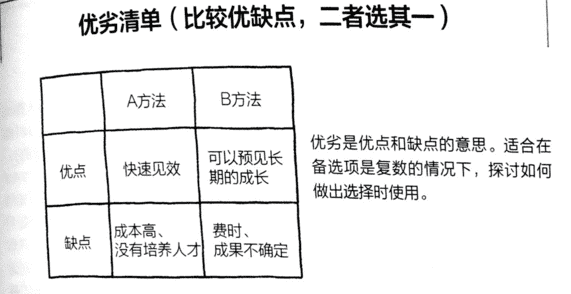 优劣清单（比较优缺点，二者选其一）
A方法
B方法
优点
快速见效
可以预见长
期的成长
缺点
成本高、
没有培养人才
费时、
成果不确定
优劣是优点和缺点的意思。适合在
备选项是复数的情况下，探讨如何
做出选择时使用。